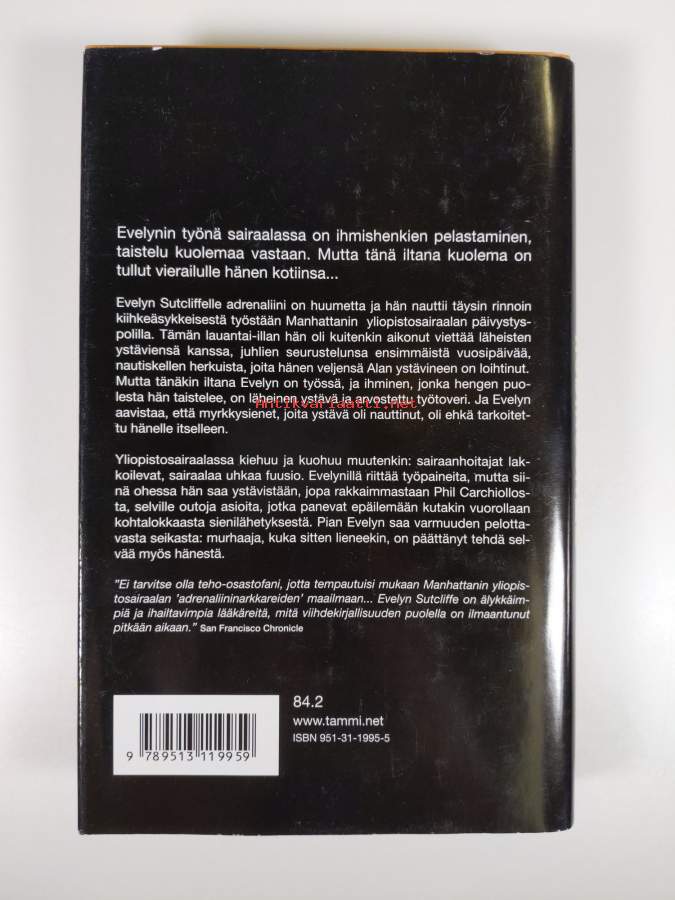 Evelynin työnä sairaalassa on ihmishenkien pelastaminen,
taistelu kuolemaa vastaan. Mutta tänä iltana kuolema on
tullut vierailulle hänen kotiinsa...
Evelyn Sutcliffelle adrenaliini on huumetta ja hän nauttii täysin rinnoin
kiihkeäsykkeisestä työstään Manhattanin yliopistosairaalan päivystys-
polilla. Tämän lauantai-illan hän oli kuitenkin aikonut viettää läheisten
ystäviensä kanssa, juhlien seurustelunsa ensimmäistä vuosipäivää,
nautiskellen herkuista, joita hänen veljensä Alan ystävineen on loihtinut.
Mutta tänäkin iltana Evelyn on työssä, ja ihminen, jonka hengen puo-
lesta hän taistelee, on läheinen ystävä ja arvostettu työtoveri. Ja Evelyn
Antikvariaatti.net
aavistaa, että myrkkysienet, joita ystävä oli nauttinut, oli ehkä tarkoitet-
tu hänelle itselleen.
Yliopistosairaalassa kiehuu ja kuohuu muutenkin: sairaanhoitajat lak-
koilevat, sairaalaa uhkaa fuusio. Evelynillä riittää työpaineita, mutta sii-
nä ohessa hän saa ystävistään, jopa rakkaimmastaan Phil Carchiollos-
ta, selville outoja asioita, jotka panevat epäilemään kutakin vuorollaan
kohtalokkaasta sienilähetyksestä. Pian Evelyn saa varmuuden pelotta-
vasta seikasta: murhaaja, kuka sitten lieneekin, on päättänyt tehdä sel-
vää myös hänestä.
"Ei tarvitse olla teho-osastofani, jotta tempautuisi mukaan Manhattanin yliopis-
tosairaalan 'adrenaliininarkkareiden' maailmaan... Evelyn Sutcliffe on älykkäim-
piä ja ihailtavimpia lääkäreitä, mitä viihdekirjallisuuden puolella on ilmaantunut
pitkään aikaan." San Francisco Chronicle
84.2
www.tammi.net
ISBN 951-31-1995-5
9 789513 119959